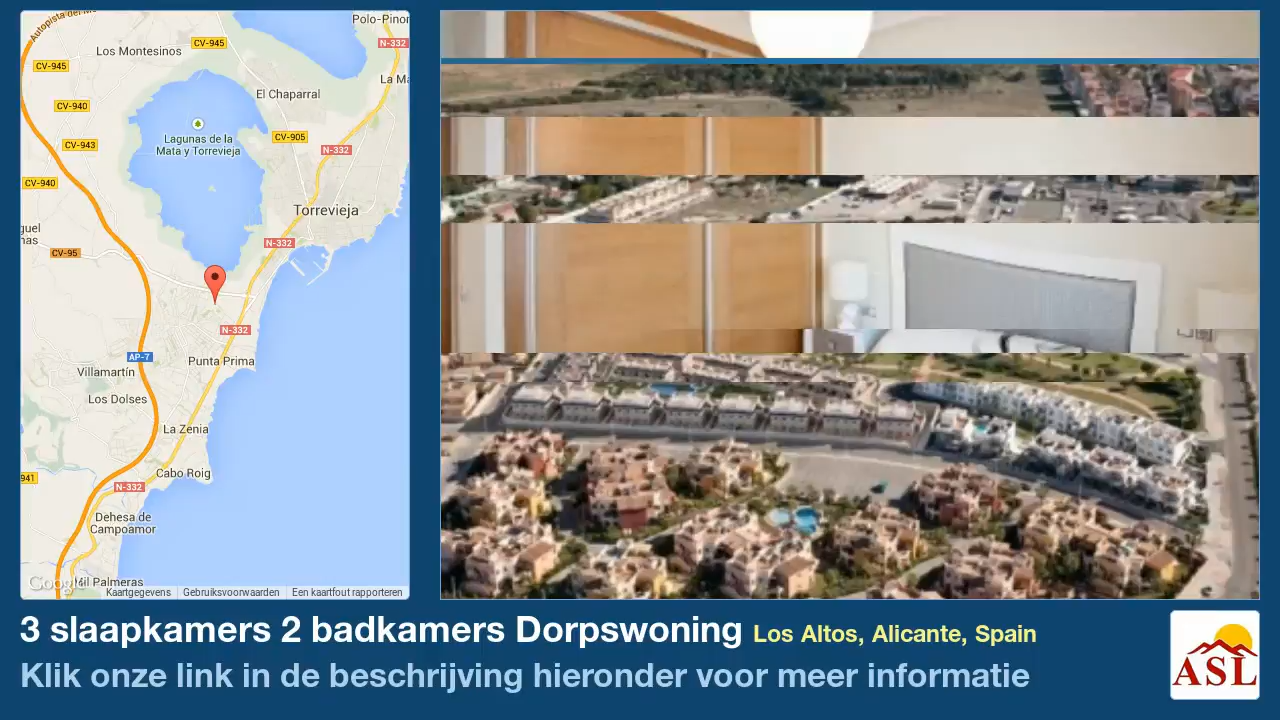 Autopista del M
Polo-Pinor
Los Montesinos
CV-945
N-332
CV-945
La Ma
El Chaparral
CV-940
Lagunas de la
Mata y Torrevieja
CV-905
CV-943
N-332
CV-940
Torrevieja
guel
nas
N-332
CV-95
N-332
AP-7
Punta Prima
Villamartín
Los Dolses
La Zenia
Cabo Roig
941
N-332
Dehesa de
Campoamor
Google
Mil Palmeras
Kaartgegevens
Gebruiksvoorwaarden
Een kaartfout rapporteren
3 slaapkamers 2 badkamers Dorpswoning Los Altos, Alicante, Spain
Klik onze link in de beschrijving hieronder voor meer informatie
ASL